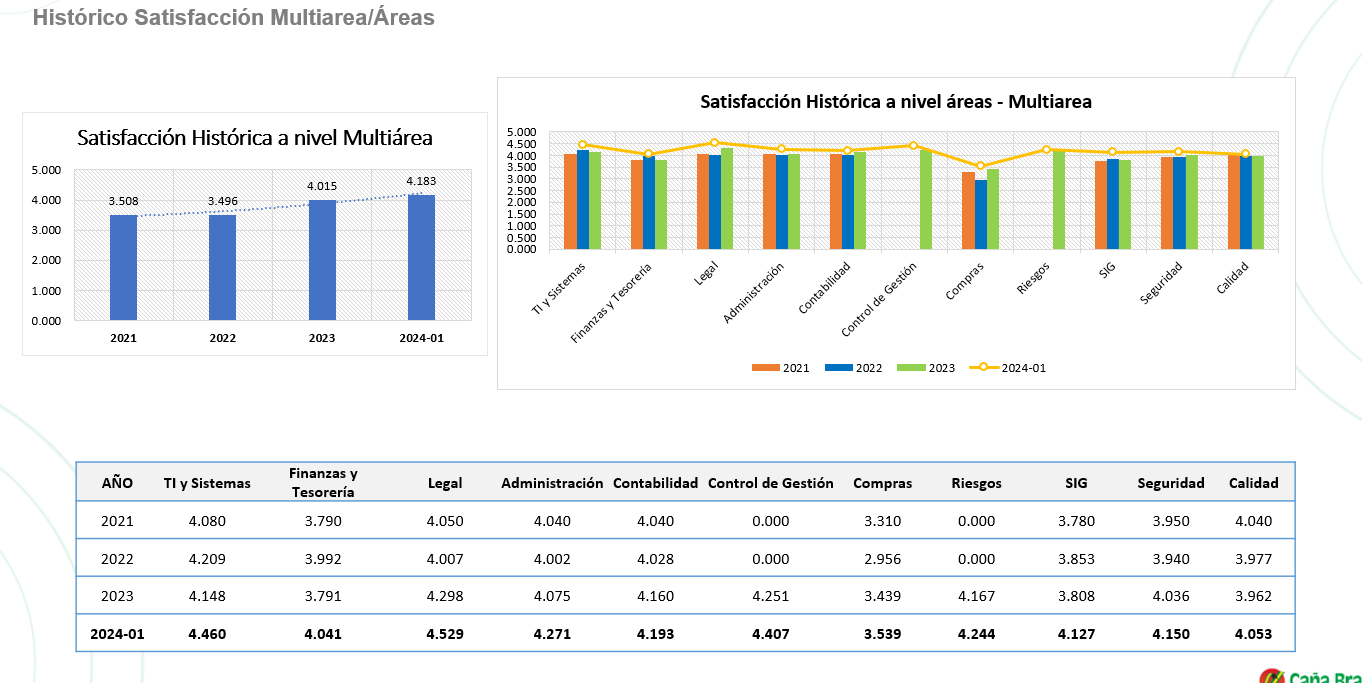 Histórico Satisfacción Multiarea/Áreas
Satisfacción Histórica a nivel Multiárea
5.000
4.000
3.000
2.000
1.000
0.000
3.508
3.496
4.015
4.183
2021
2022
2023
2024-01
Satisfacción Histórica a nivel áreas - Multiarea
5.000
4.500
4.000
3.500
3.000
2.500
2.000
1.500
1.000
0.500
0.000
TI y Sistemas
Finanzas y Tesorería
Legal
Administración
Contabilidad
Control de Gestión
Compras
Riesgos
SIG
Seguridad
Calidad
2021 2022 2023 2024-01
AÑO TI y Sistemas Finanzas y Tesorería Legal Administración Contabilidad Control de Gestión Compras Riesgos SIG Seguridad Calidad
2021 4.080 3.790 4.050 4.040 4.040 0.000 3.310 0.000 3.780 3.950 4.040
2022 4.209 3.992 4.007 4.002 4.028 0.000 2.956 0.000 3.853 3.940 3.977
2023 4.148 3.791 4.298 4.075 4.160 4.251 3.439 4.167 3.808 4.036 3.962
2024-01 4.460 4.041 4.529 4.271 4.193 4.407 3.539 4.244 4.127 4.150 4.053
Caña Bra